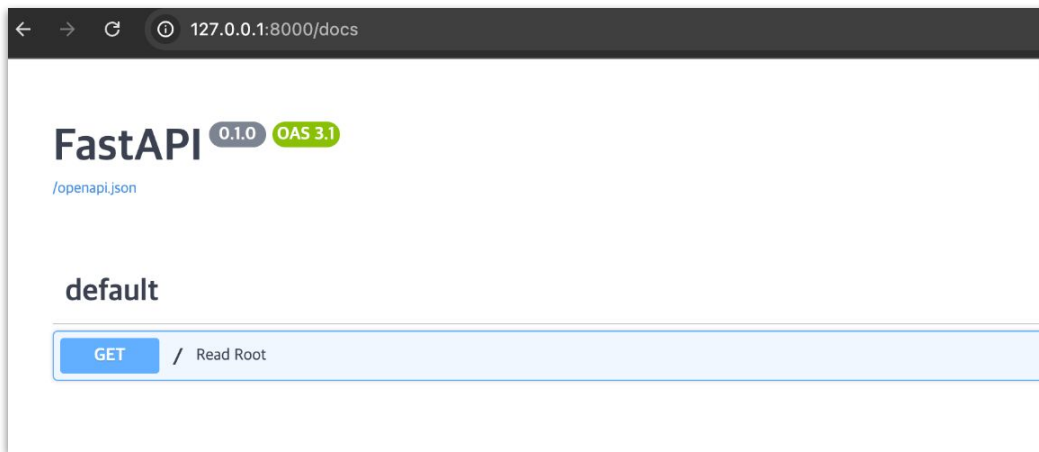 127.0.0.1:8000/docs
FastAPI 0.1.0 OAS 3.1
/openapi.json
default
GET / Read Root